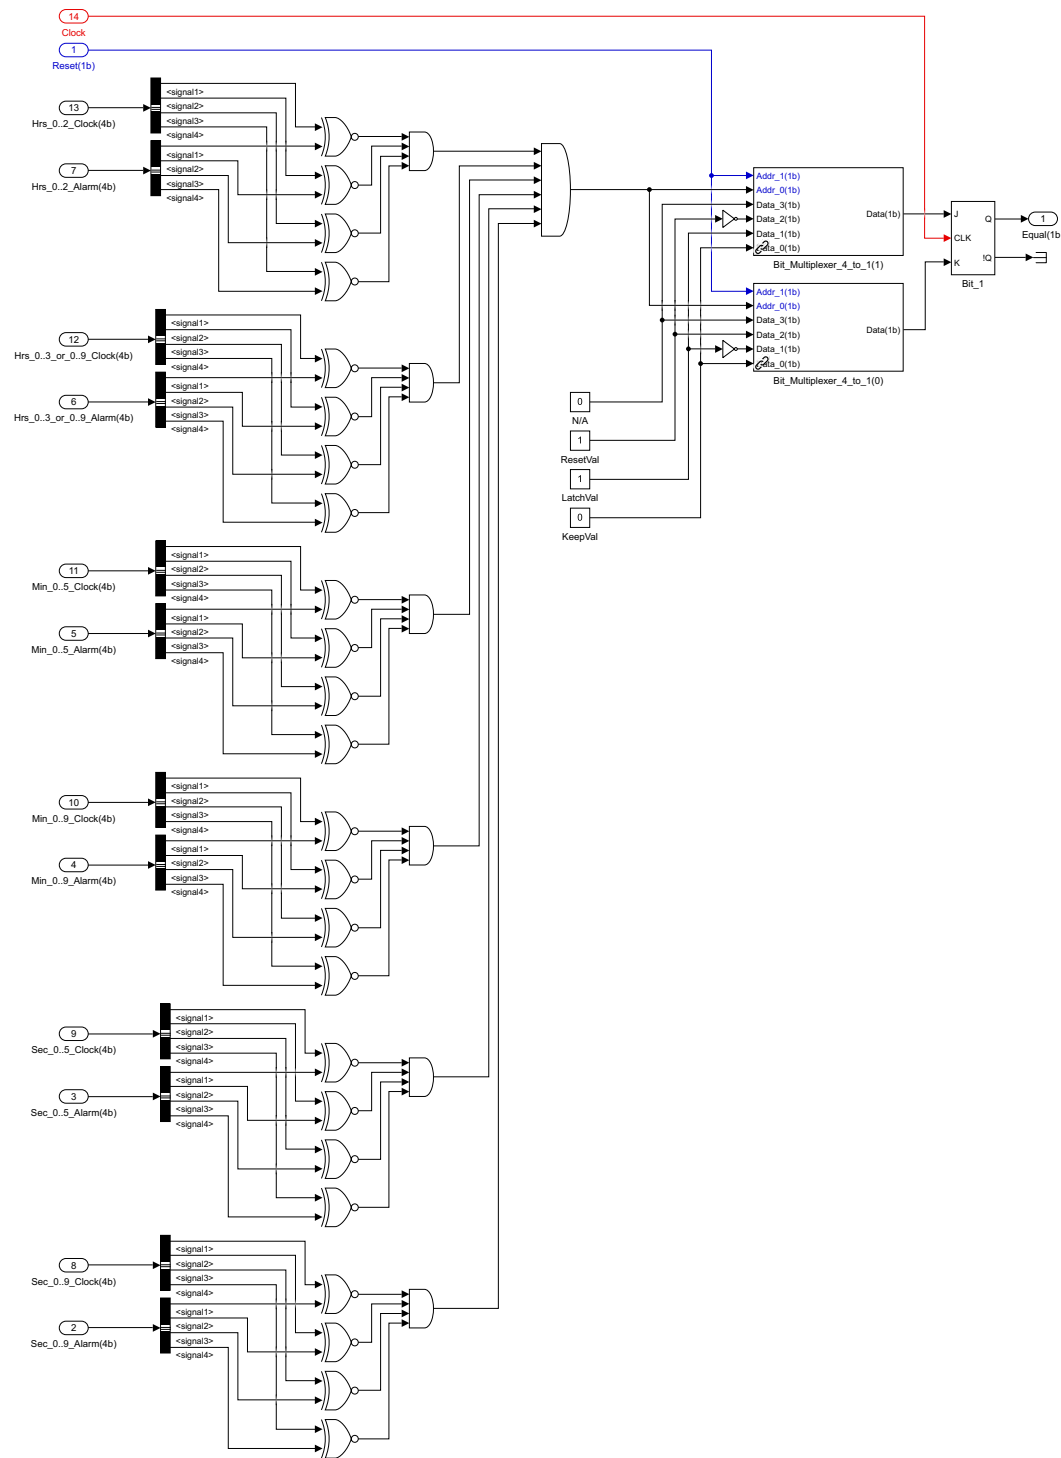 14
Clock
1
Reset(1b)
13
Hrs_0..2_Clock(4b)
<signal1>
<signal2>
<signal3>
<signal4>
7
Hrs_0..2_Alarm(4b)
<signal1>
<signal2>
<signal3>
<signal4>
12
Hrs_0..3_or_0..9_Clock(4b)
<signal1>
<signal2>
<signal3>
<signal4>
6
Hrs_0..3_or_0..9_Alarm(4b)
<signal1>
<signal2>
<signal3>
<signal4>
11
Min_0..5_Clock(4b)
<signal1>
<signal2>
<signal3>
<signal4>
5
Min_0..5_Alarm(4b)
<signal1>
<signal2>
<signal3>
<signal4>
10
Min_0..9_Clock(4b)
<signal1>
<signal2>
<signal3>
<signal4>
4
Min_0..9_Alarm(4b)
<signal1>
<signal2>
<signal3>
<signal4>
9
Sec_0..5_Clock(4b)
<signal1>
<signal2>
<signal3>
<signal4>
3
Sec_0..5_Alarm(4b)
<signal1>
<signal2>
<signal3>
<signal4>
8
Sec_0..9_Clock(4b)
<signal1>
<signal2>
<signal3>
<signal4>
2
Sec_0..9_Alarm(4b)
<signal1>
<signal2>
<signal3>
<signal4>
Addr_1(1b)
Addr_0(1b)
Data_3(1b)
Data_2(1b)
Data_1(1b)
ata_0(1b)
Data(1b)
Bit_Multiplexer_4_to_1(1)
Addr_1(1b)
Addr_0(1b)
Data_3(1b)
Data_2(1b)
Data_1(1b)
ata_0(1b)
Data(1b)
Bit_Multiplexer_4_to_1(0)
0
N/A
1
ResetVal
1
LatchVal
0
KeepVal
J
CLK
K
Q
!Q
Bit_1
1
Equal(1b